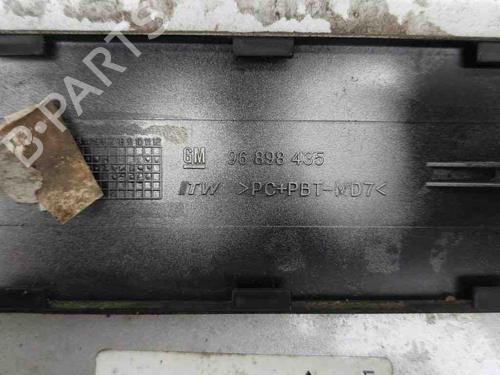 B-PARTS
GM 96 898 435
ITW >PC+PBT-MD7<